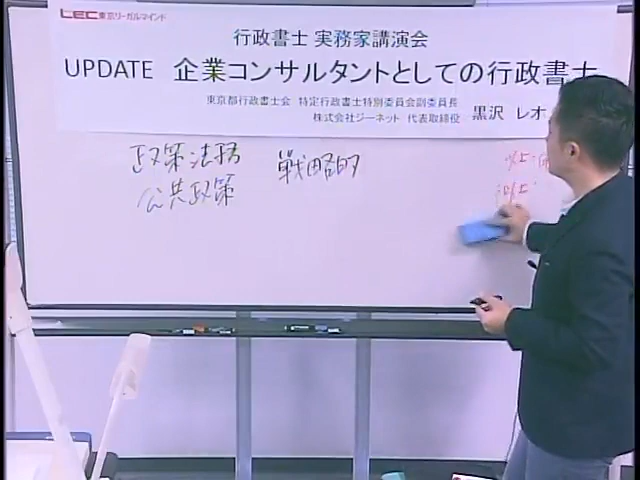 LEC東京リーガルマインド
行政書士 実務家講演会
UPDATE 企業コンサルタントとしての行政書士
東京都行政書士会 特定行政書士特別委員会副委員長
株式会社ジーネット 代表取締役 黒沢 レオ
政策法務 戦略的
公共政策